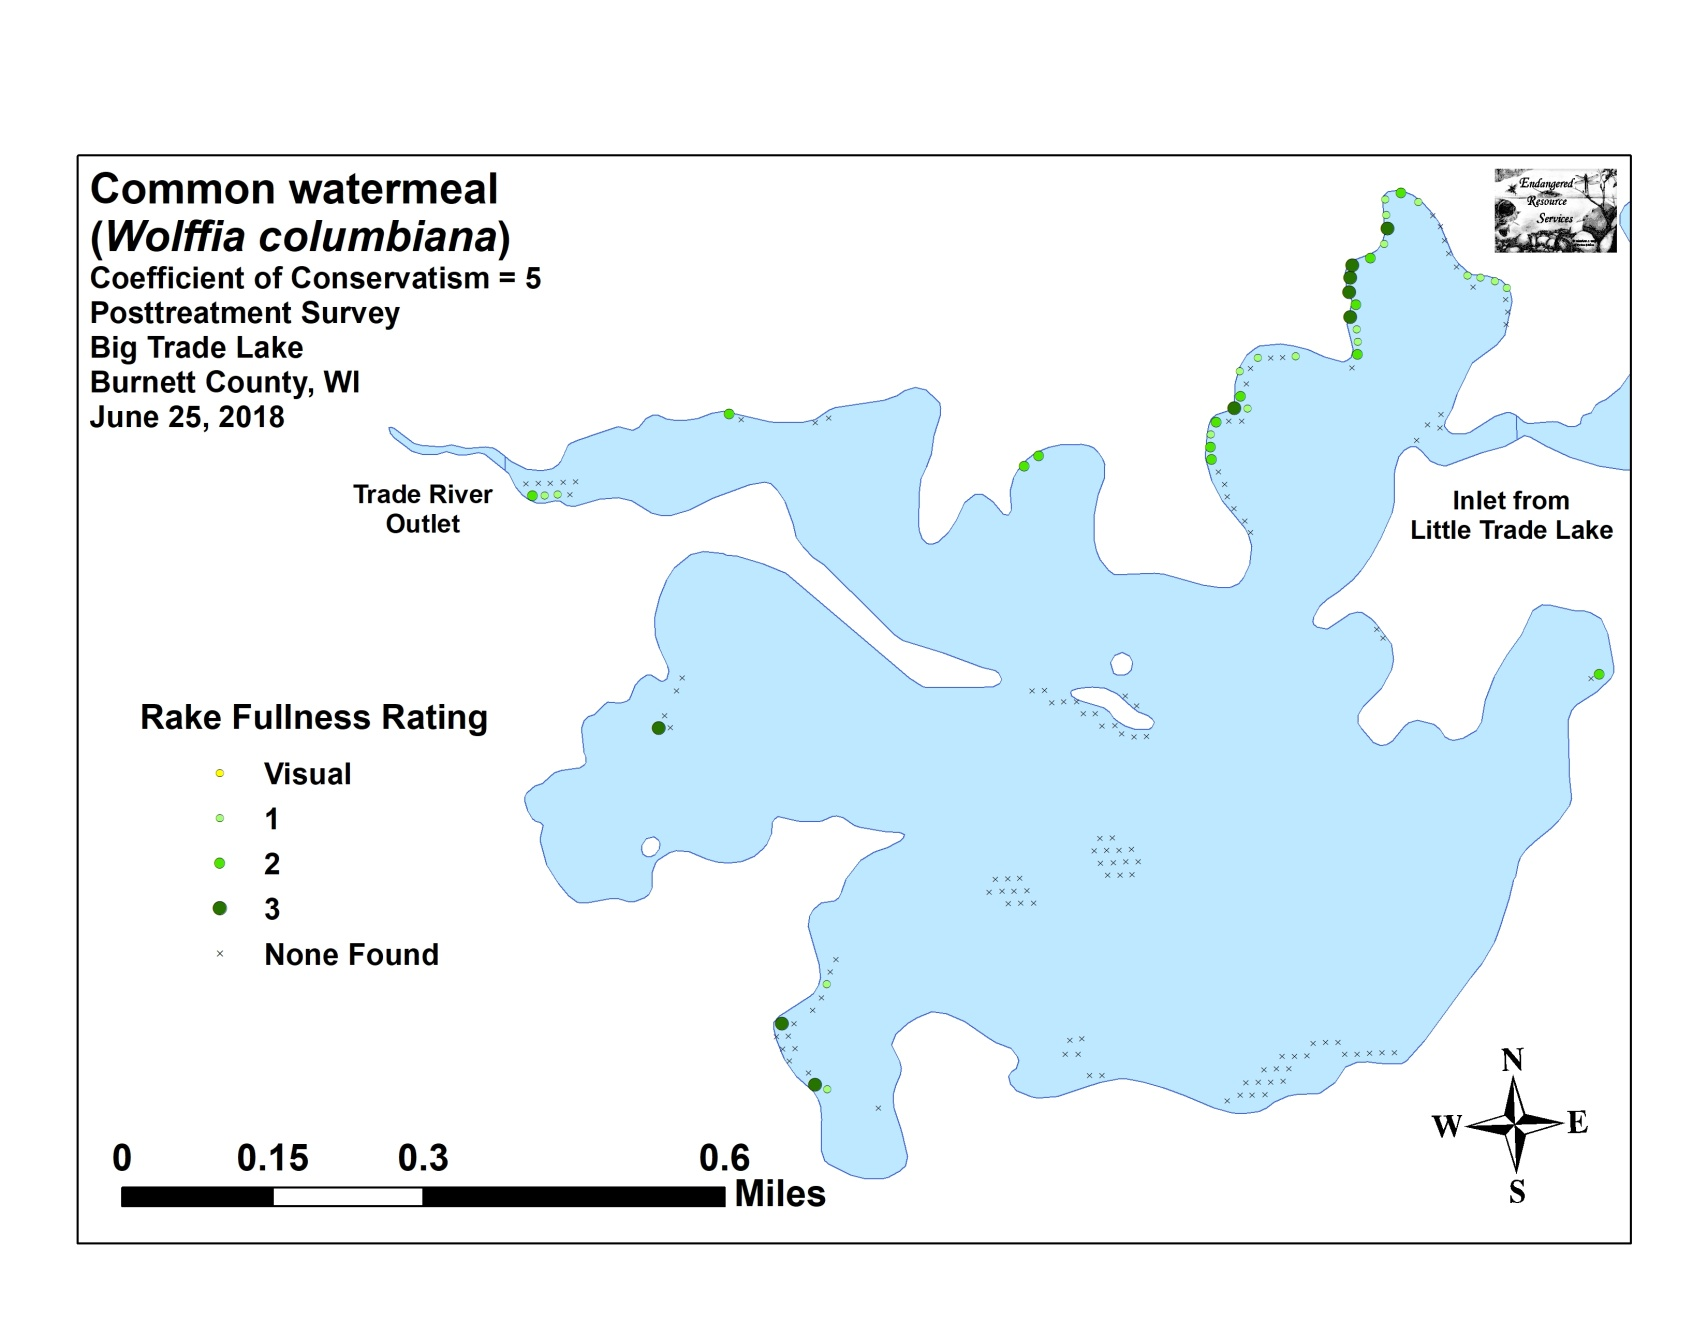 Common watermeal
(Wolffia columbiana)
Coefficient of Conservatism = 5
Posttreatment Survey
Big Trade Lake
Burnett County, WI
June 25, 2018
Endangered
Resource
Services
Trade River
Outlet
Inlet from
Little Trade Lake
Rake Fullness Rating
Visual
1
2
3
None Found
0 0.15 0.3 0.6
Miles
N
W E
S